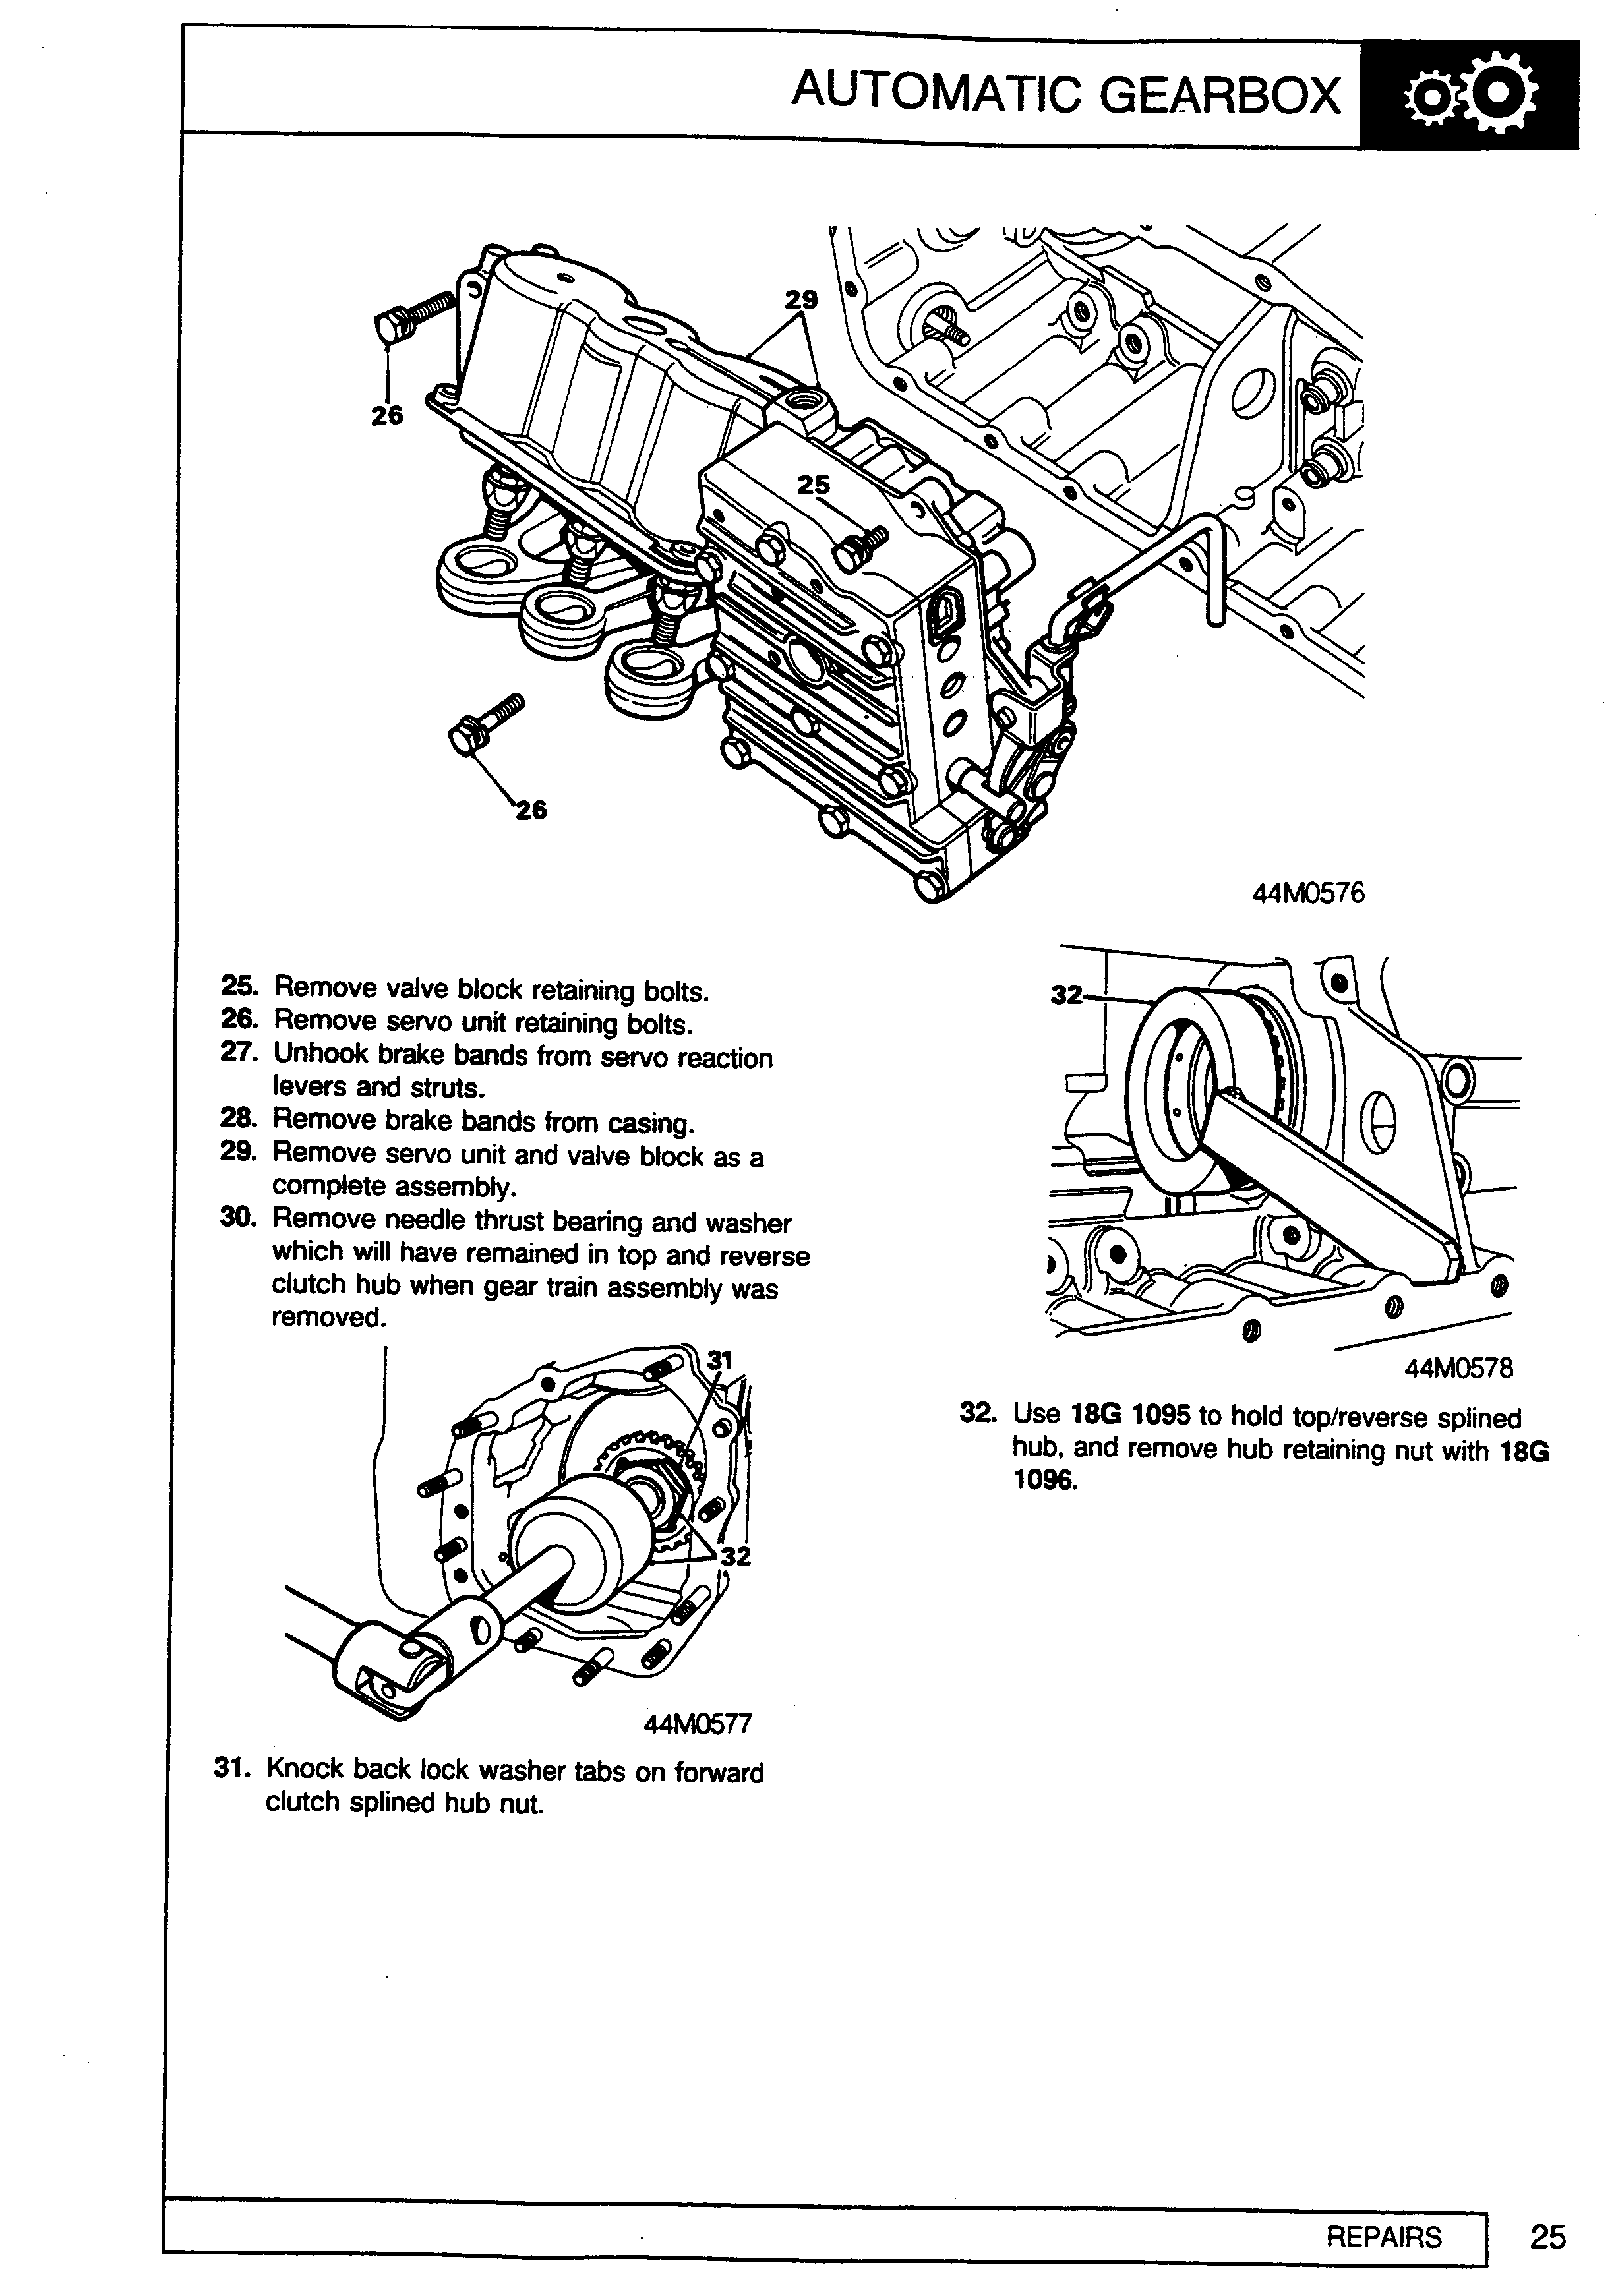 AUTOMATIC GEARBOX
29
26
25
26
44M0576
25. Remove valve block retaining bolts.
26. Remove servo unit retaining bolts.
27. Unhook brake bands from servo reaction
levers and struts.
28. Remove brake bands from casing.
29. Remove servo unit and valve block as a
complete assembly.
30. Remove needle thrust bearing and washer
which will have remained in top and reverse
clutch hub when gear train assembly was
removed.
31
32
44M0577
31. Knock back lock washer tabs on forward
clutch splined hub nut.
32
44M0578
32. Use 18G 1095 to hold top/reverse splined
hub, and remove hub retaining nut with 18G
1096.
REPAIRS
25